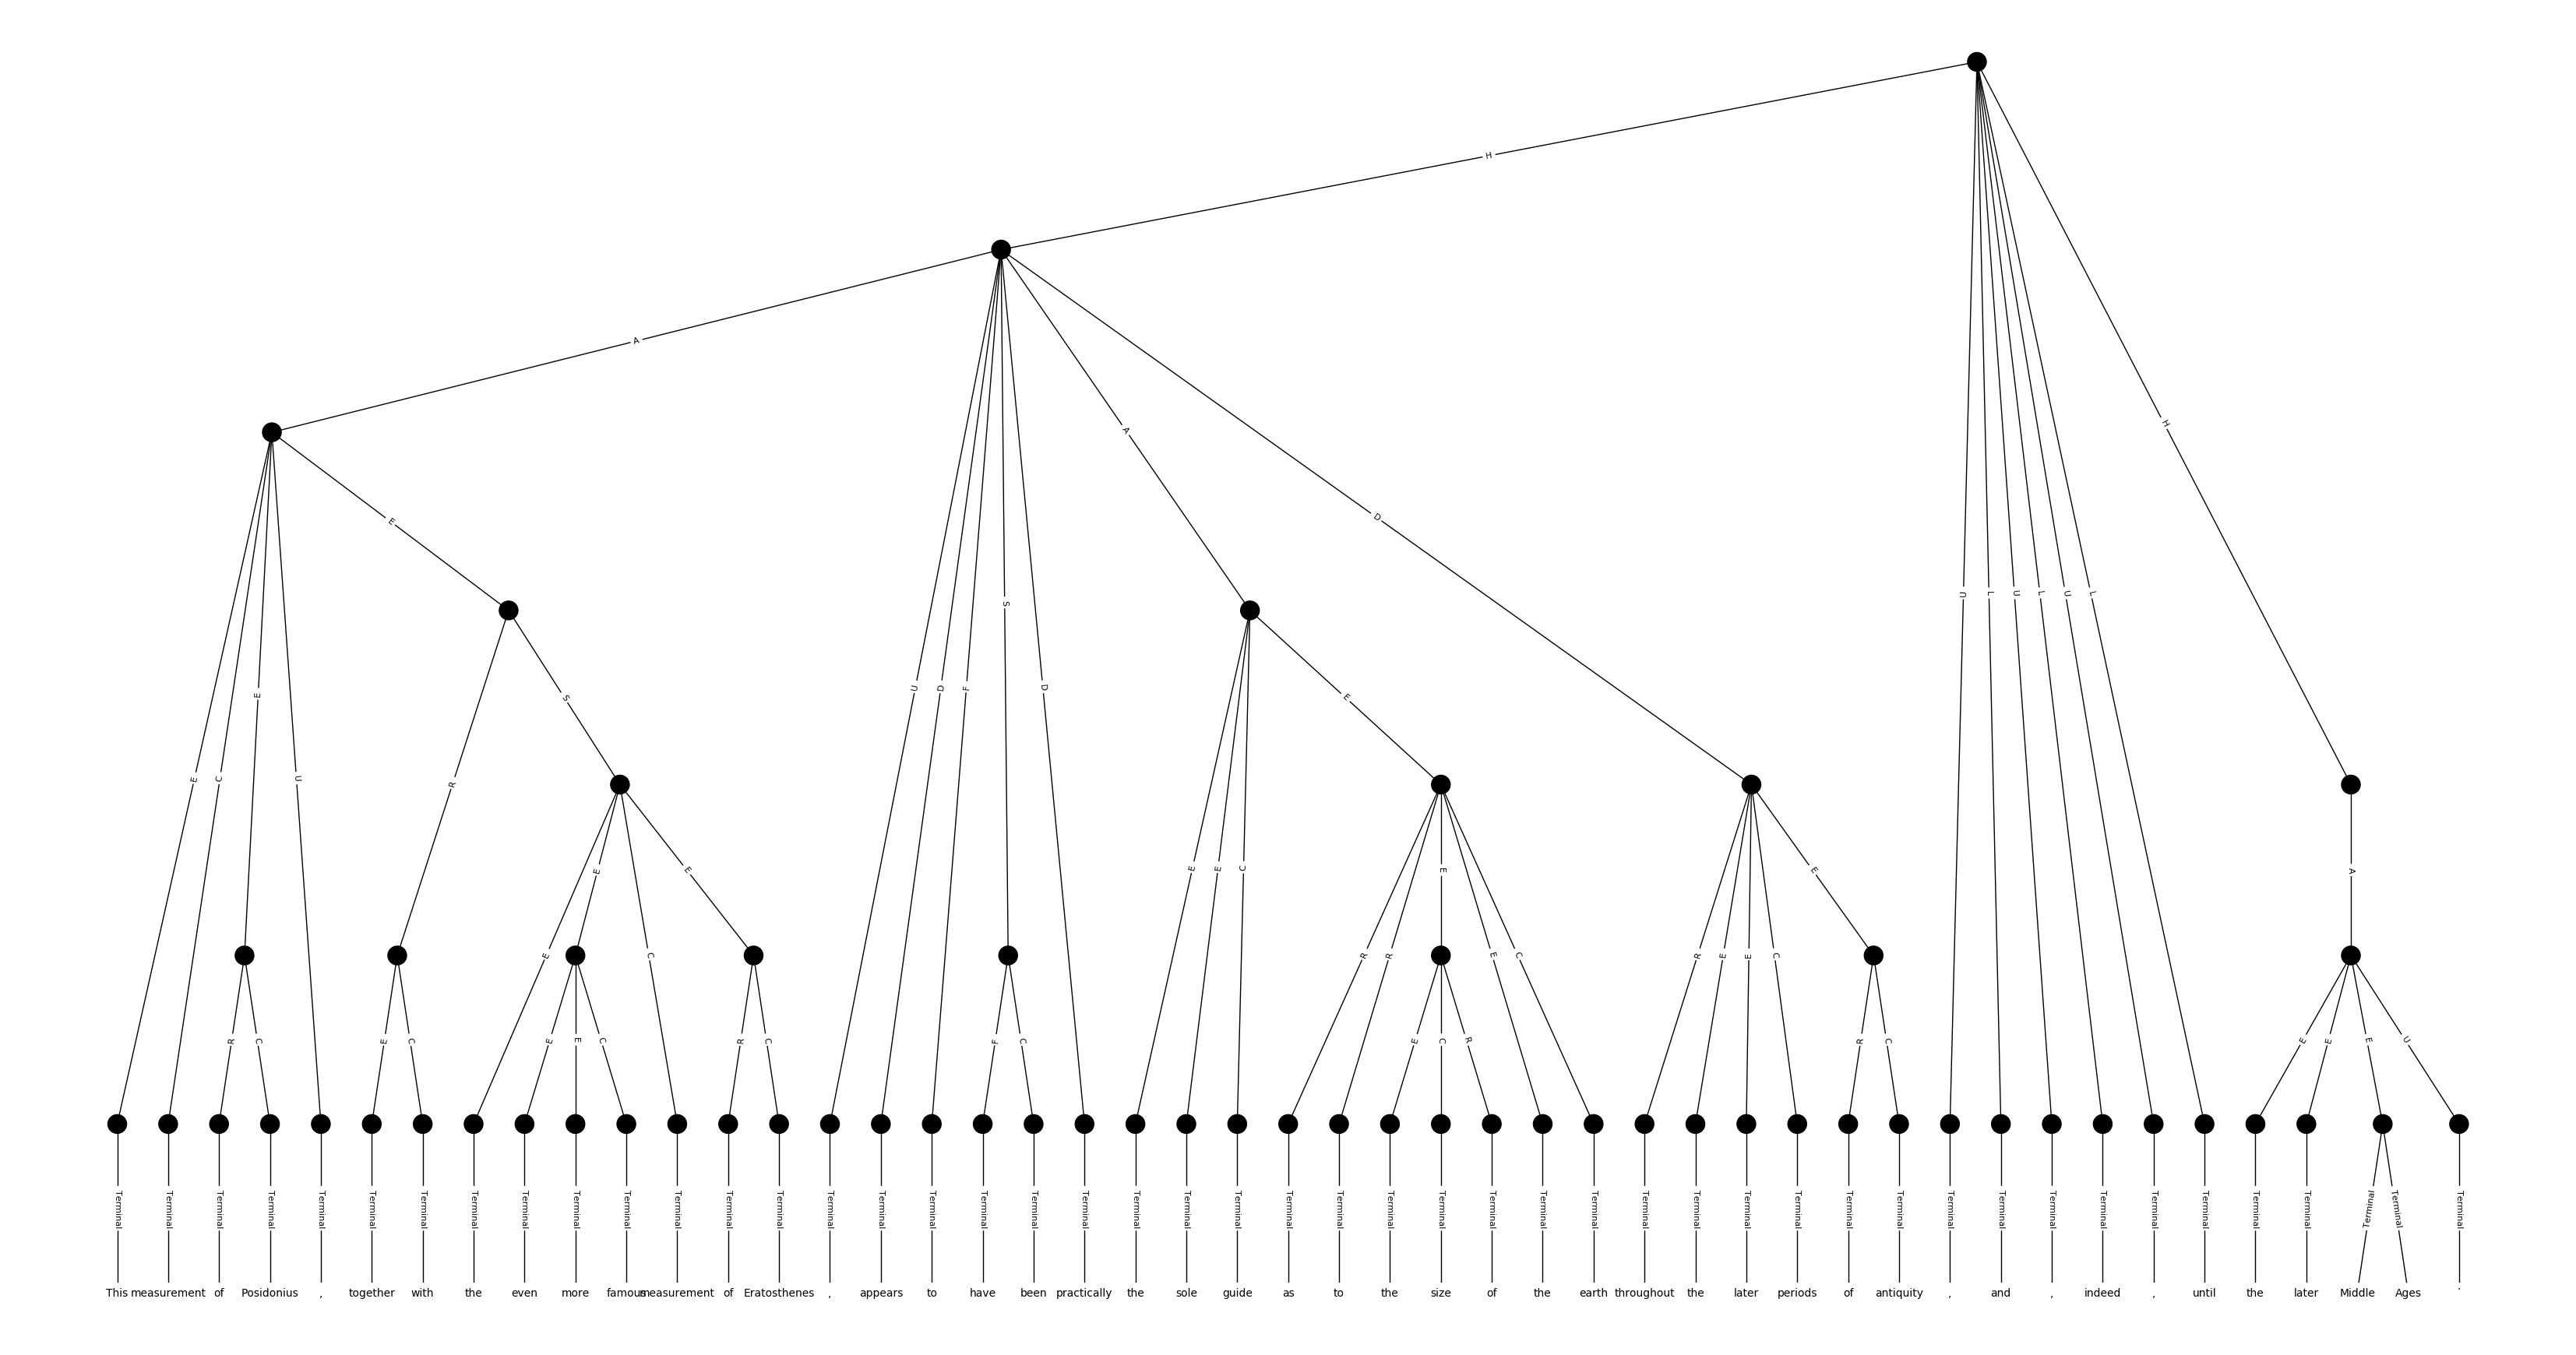 H
A
H
A
E
D
S
U L U L U L
E
U D F D
E
S
E
E C U
R
E
E
E E C
E
E
A
E C
R R E C
R E E C
R C
E C
E E C
R C
F C
E C R
R C
E E E U
Terminal Terminal Terminal Terminal Terminal Terminal Terminal Terminal Terminal Terminal Terminal Terminal Terminal Terminal Terminal Terminal Terminal Terminal Terminal Terminal Terminal Terminal Terminal Terminal Terminal Terminal Terminal Terminal Terminal Terminal Terminal Terminal Terminal Terminal Terminal Terminal Terminal Terminal Terminal Terminal Terminal Terminal Terminal Terminal Terminal Terminal Terminal
This measurement of Posidonius , together with the even more famous measurement of Eratosthenes , appears to have been practically the sole guide as to the size of the earth throughout the later periods of antiquity , and , indeed , until the later Middle Ages .